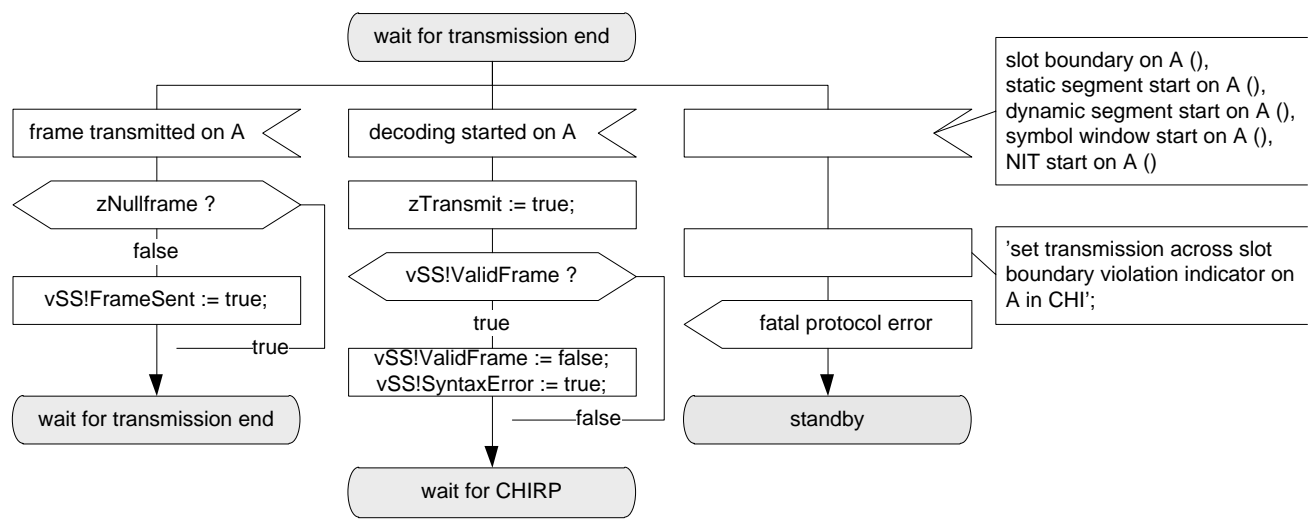 wait for transmission end
frame transmitted on A
zNullframe ?
false
vSS!FrameSent := true;
true
wait for transmission end
decoding started on A
zTransmit := true;
vSS!ValidFrame ?
true
vSS!ValidFrame := false;
vSS!SyntaxError := true;
false
wait for CHIRP
slot boundary on A (),
static segment start on A (),
dynamic segment start on A (),
symbol window start on A (),
NIT start on A ()
'set transmission across slot
boundary violation indicator on
A in CHI';
fatal protocol error
standby